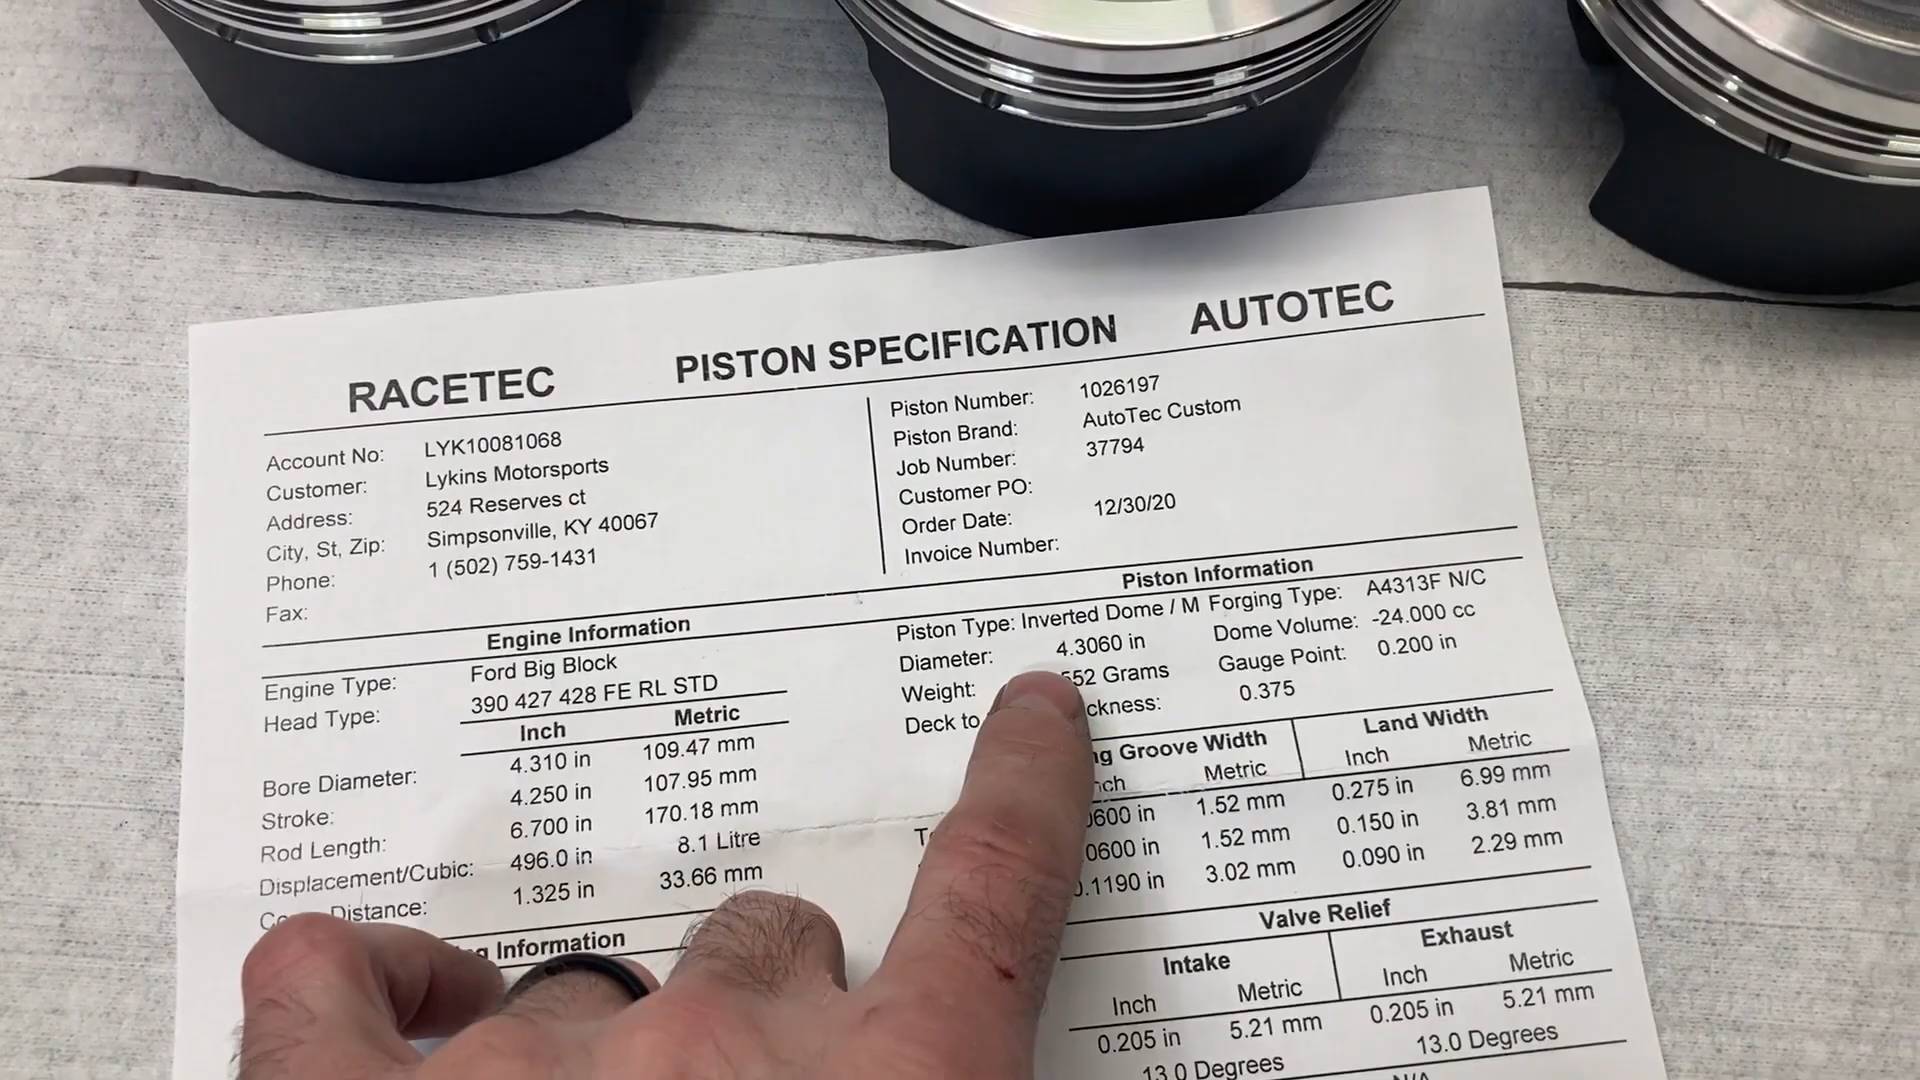 RACETEC PISTON SPECIFICATION AUTOTEC
Account No: LYK10081068
Customer: Lykins Motorsports
Address: 524 Reserves ct
City, St, Zip: Simpsonville, KY 40067
Phone: 1 (502) 759-1431
Fax:
Piston Number: 1026197
Piston Brand: AutoTec Custom
Job Number: 37794
Customer PO:
Order Date: 12/30/20
Invoice Number:
Engine Information
Engine Type: Ford Big Block
Head Type: 390 427 428 FE RL STD
Inch Metric
Bore Diameter: 4.310 in 109.47 mm
Stroke: 4.250 in 107.95 mm
Rod Length: 6.700 in 170.18 mm
Displacement/Cubic: 496.0 in 8.1 Litre
Distance: 1.325 in 33.66 mm
Information
Piston Information
Piston Type: Inverted Dome / M Forging Type: A4313F N/C
Diameter: 4.3060 in Dome Volume: -24.000 cc
Weight: 552 Grams Gauge Point: 0.200 in
Deck to ckness: 0.375
Groove Width Land Width
Metric Inch Metric
0600 in 1.52 mm 0.275 in 6.99 mm
.0600 in 1.52 mm 0.150 in 3.81 mm
0.1190 in 3.02 mm 0.090 in 2.29 mm
Valve Relief
Intake Exhaust
Inch Metric Inch Metric
0.205 in 5.21 mm 0.205 in 5.21 mm
13.0 Degrees 13.0 Degrees